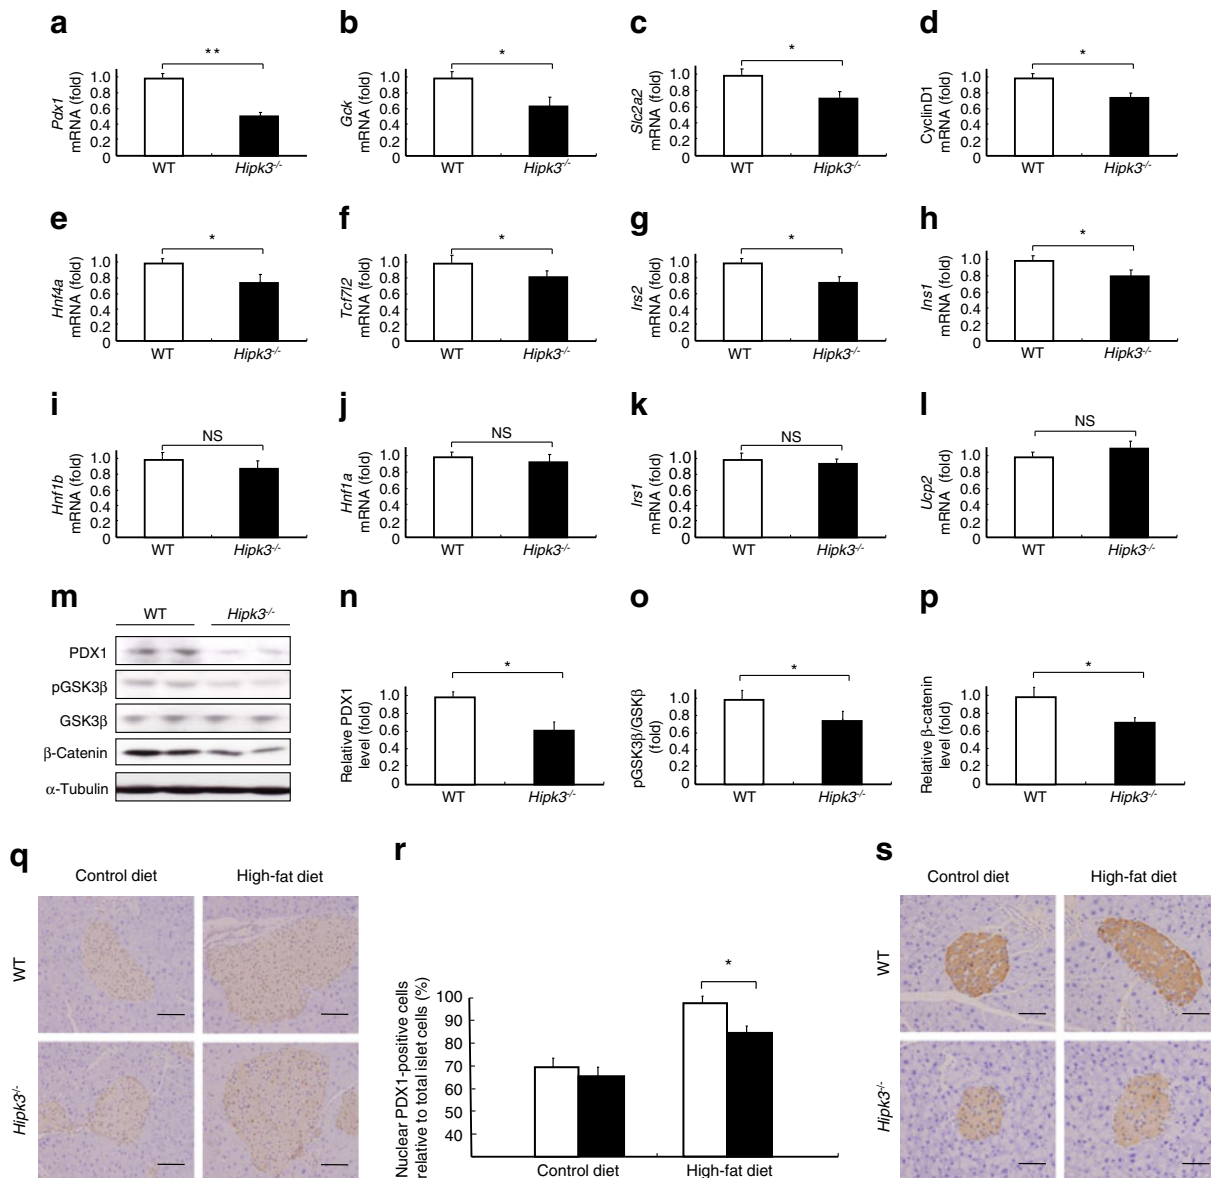 a
**
1.0
0.8
0.6
0.4
0.2
0
Pdx1
mRNA (fold)
WT
Hipk3-/-
b
*
1.0
0.8
0.6
0.4
0.2
0
Gck
mRNA (fold)
WT
Hipk3-/-
c
*
1.0
0.8
0.6
0.4
0.2
0
Slc2a2
mRNA (fold)
WT
Hipk3-/-
d
*
1.0
0.8
0.6
0.4
0.2
0
CyclinD1
mRNA (fold)
WT
Hipk3-/-
e
*
1.0
0.8
0.6
0.4
0.2
0
Hnf4a
mRNA (fold)
WT
Hipk3-/-
f
*
1.0
0.8
0.6
0.4
0.2
0
Tcf7l2
mRNA (fold)
WT
Hipk3-/-
g
*
1.0
0.8
0.6
0.4
0.2
0
Irs2
mRNA (fold)
WT
Hipk3-/-
h
*
1.0
0.8
0.6
0.4
0.2
0
Ins1
mRNA (fold)
WT
Hipk3-/-
i
NS
1.0
0.8
0.6
0.4
0.2
0
Hnf1b
mRNA (fold)
WT
Hipk3-/-
j
NS
1.0
0.8
0.6
0.4
0.2
0
Hnf1a
mRNA (fold)
WT
Hipk3-/-
k
NS
1.0
0.8
0.6
0.4
0.2
0
Irs1
mRNA (fold)
WT
Hipk3-/-
l
NS
1.0
0.8
0.6
0.4
0.2
0
Ucp2
mRNA (fold)
WT
Hipk3-/-
m
WT
Hipk3-/-
PDX1
pGSK3β
GSK3β
β-Catenin
α-Tubulin
n
*
1.0
0.8
0.6
0.4
0.2
0
Relative PDX1
level (fold)
WT
Hipk3-/-
o
*
1.0
0.8
0.6
0.4
0.2
0
pGSK3β/GSKβ
(fold)
WT
Hipk3-/-
p
*
1.0
0.8
0.6
0.4
0.2
0
Relative β-catenin
level (fold)
WT
Hipk3-/-
q
Control diet
High-fat diet
WT
Hipk3-/-
r
*
100
90
80
70
60
50
40
Nuclear PDX1-positive cells
relative to total islet cells (%)
Control diet
High-fat diet
s
Control diet
High-fat diet
WT
Hipk3-/-